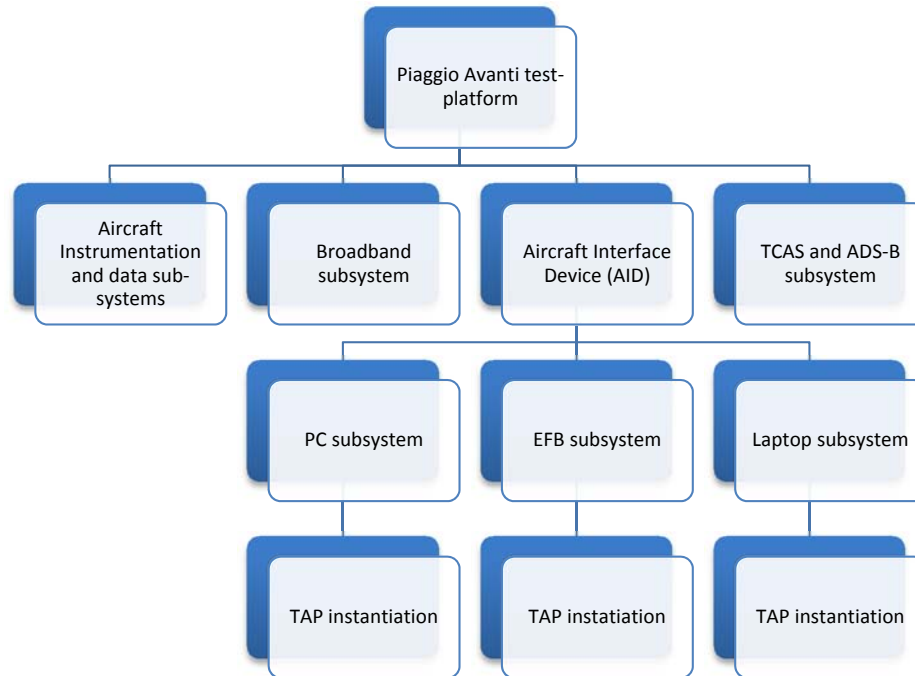 Piaggio Avanti test-
platform
Aircraft
Instrumentation
and data sub-
systems
Broadband
subsystem
Aircraft Interface
Device (AID)
TCAS and ADS-B
subsystem
PC subsystem
EFB subsystem
Laptop subsystem
TAP instantiation
TAP instatiation
TAP instantiation